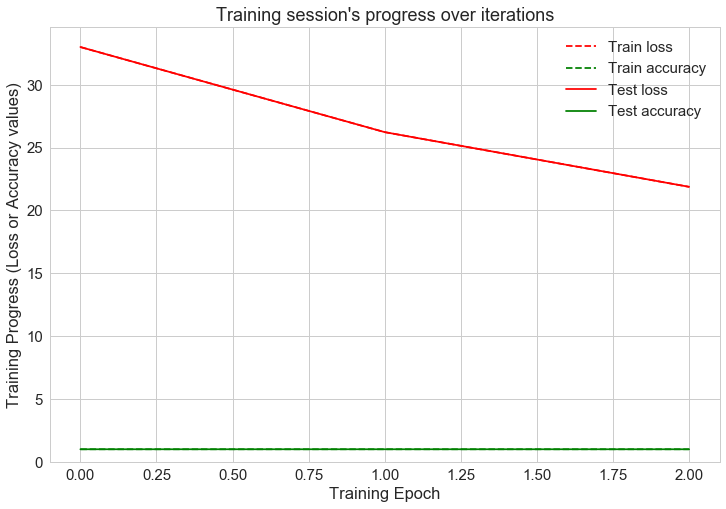 Training session's progress over iterations
Train loss
Train accuracy
Test loss
Test accuracy
Training Progress (Loss or Accuracy values)
30
25
20
15
10
5
0
0.00 0.25 0.50 0.75 1.00 1.25 1.50 1.75 2.00
Training Epoch